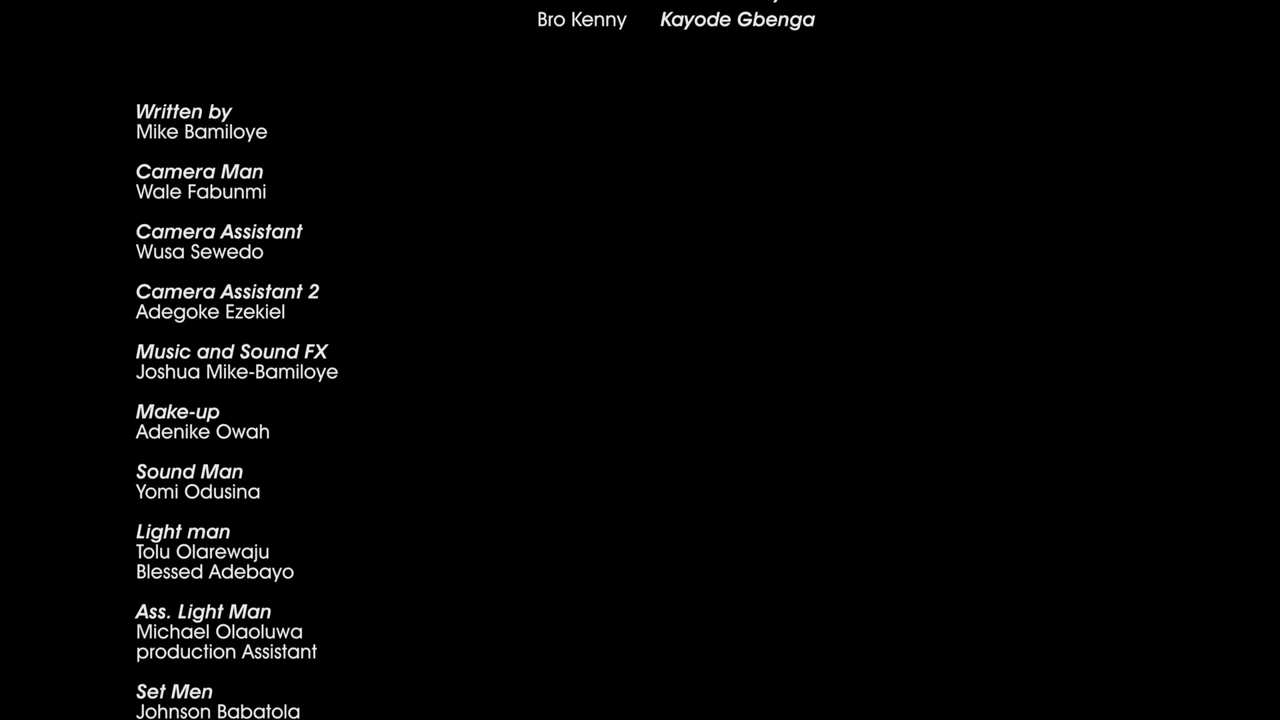 Bro Kenny Kayode Gbenga
Written by
Mike Bamiloye
Camera Man
Wale Fabunmi
Camera Assistant
Wusa Sewedo
Camera Assistant 2
Adegoke Ezekiel
Music and Sound FX
Joshua Mike-Bamiloye
Make-up
Adenike Owah
Sound Man
Yomi Odusina
Light man
Tolu Olarewaju
Blessed Adebayo
Ass. Light Man
Michael Olaoluwa
production Assistant
Set Men
Johnson Babatola